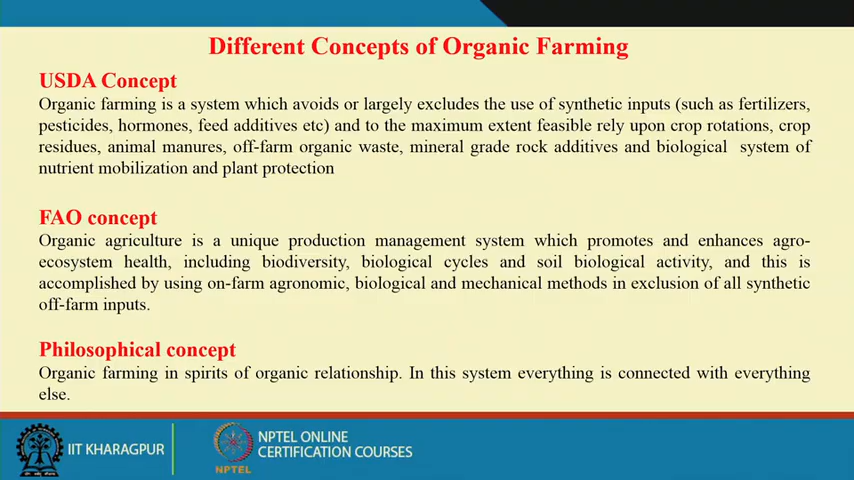 Different Concepts of Organic Farming
USDA Concept
Organic farming is a system which avoids or largely excludes the use of synthetic inputs (such as fertilizers,
pesticides, hormones, feed additives etc) and to the maximum extent feasible rely upon crop rotations, crop
residues, animal manures, off-farm organic waste, mineral grade rock additives and biological system of
nutrient mobilization and plant protection
FAO concept
Organic agriculture is a unique production management system which promotes and enhances agro-
ecosystem health, including biodiversity, biological cycles and soil biological activity, and this is
accomplished by using on-farm agronomic, biological and mechanical methods in exclusion of all synthetic
off-farm inputs.
Philosophical concept
Organic farming in spirits of organic relationship. In this system everything is connected with everything
else.
IIT KHARAGPUR
NPTEL
NPTEL ONLINE
CERTIFICATION COURSES